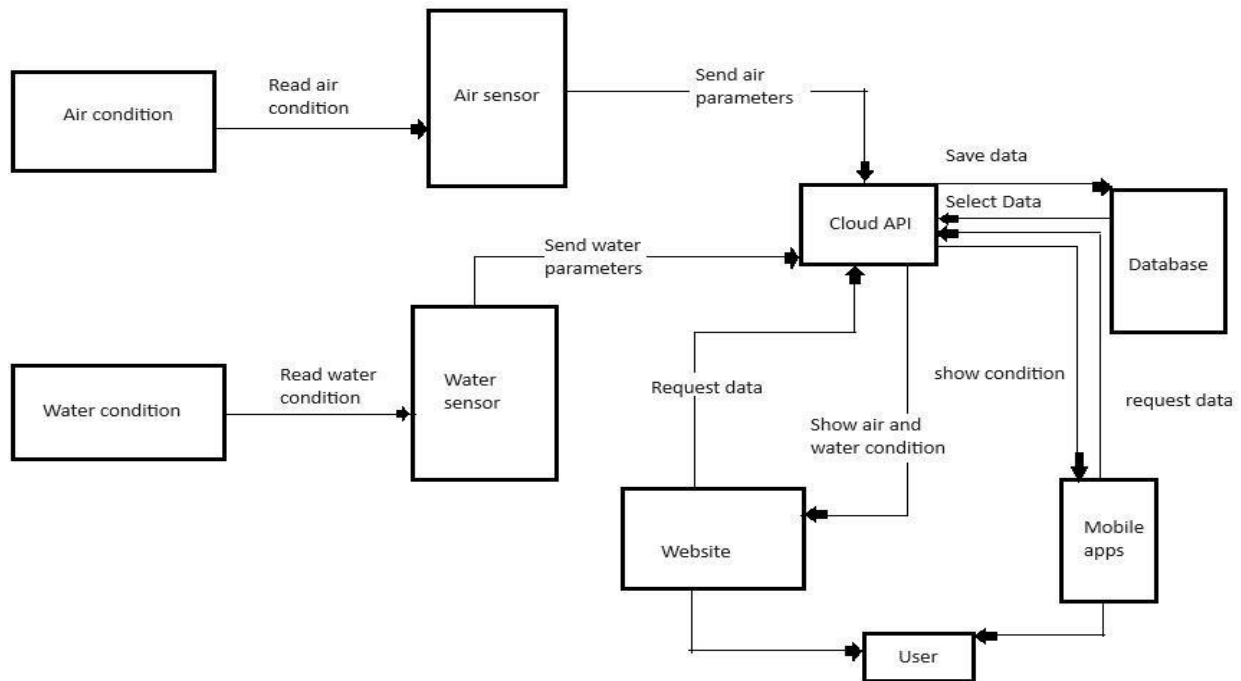 Air condition
Read air
condition
Air sensor
Send air
parameters
Save data
Select Data
Cloud API
Database
Send water
parameters
Water condition
Read water
condition
Water
sensor
Request data
Show air and
water condition
show condition
request data
Website
Mobile
apps
User